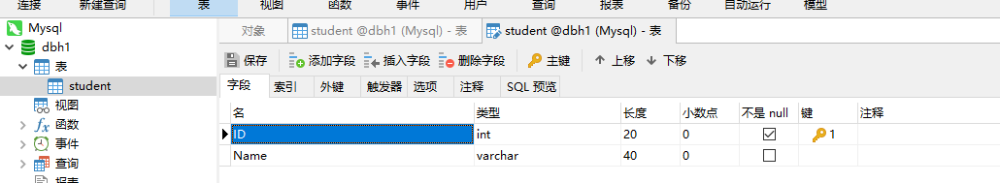 连接 新建查询 表 视图 函数 事件 用户 查询 报表 备份 自动运行 模型
Mysql
dbh1
表
student
视图
函数
事件
查询
报表
对象 student @dbh1 (Mysql) - 表 student @dbh1 (Mysql) - 表
保存 添加字段 插入字段 删除字段 主键 上移 下移
字段 索引 外键 触发器 选项 注释 SQL 预览
名 类型 长度 小数点 不是 null 键 注释
ID int 20 0 1
Name varchar 40 0